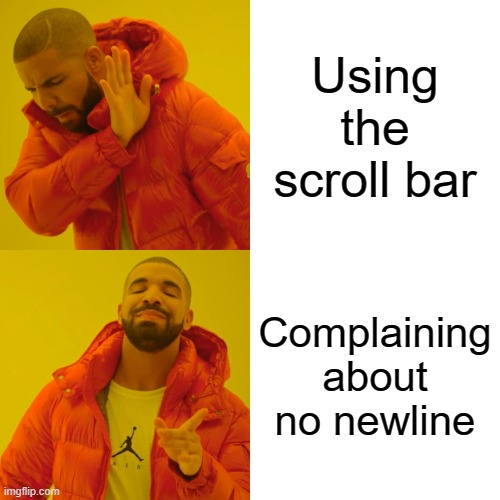 Using
the
scroll bar
Complaining
about
no newline
imgflip.com